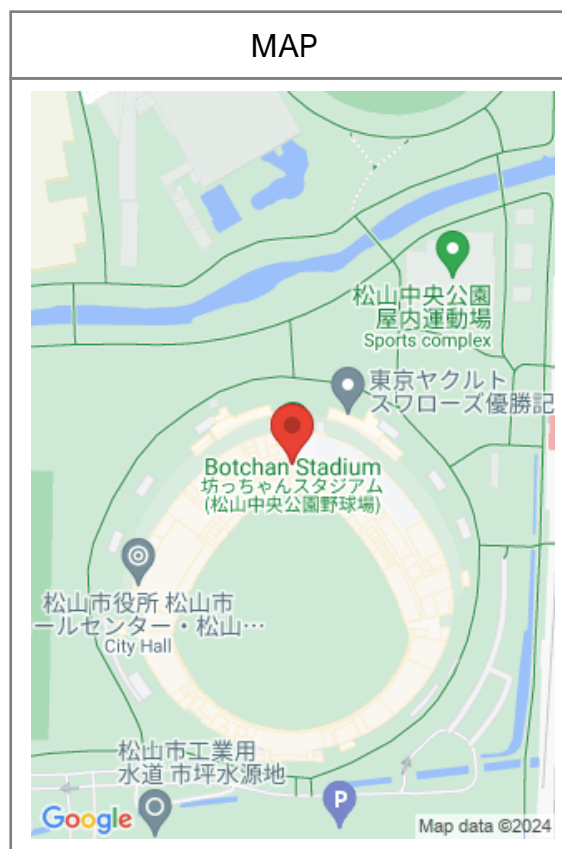 MAP
松山中央公園
屋内運動場
Sports complex
東京ヤクルト
スワローズ優勝記
Botchan Stadium
坊っちゃんスタジアム
(松山中央公園野球場)
松山市役所 松山市
ールセンター・松山…
City Hall
松山市工業用
水道 市坪水源地
P
Google
Map data ©2024